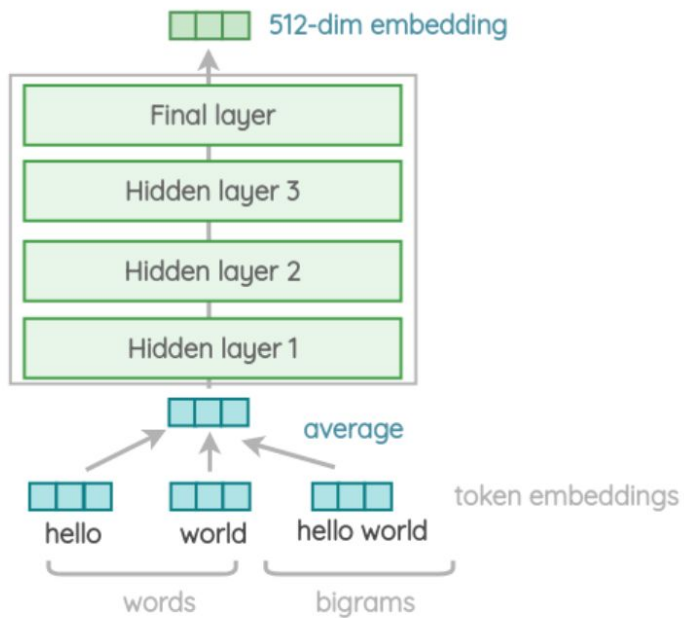 512-dim embedding
Final layer
Hidden layer 3
Hidden layer 2
Hidden layer 1
average
token embeddings
hello
world
hello world
words
bigrams